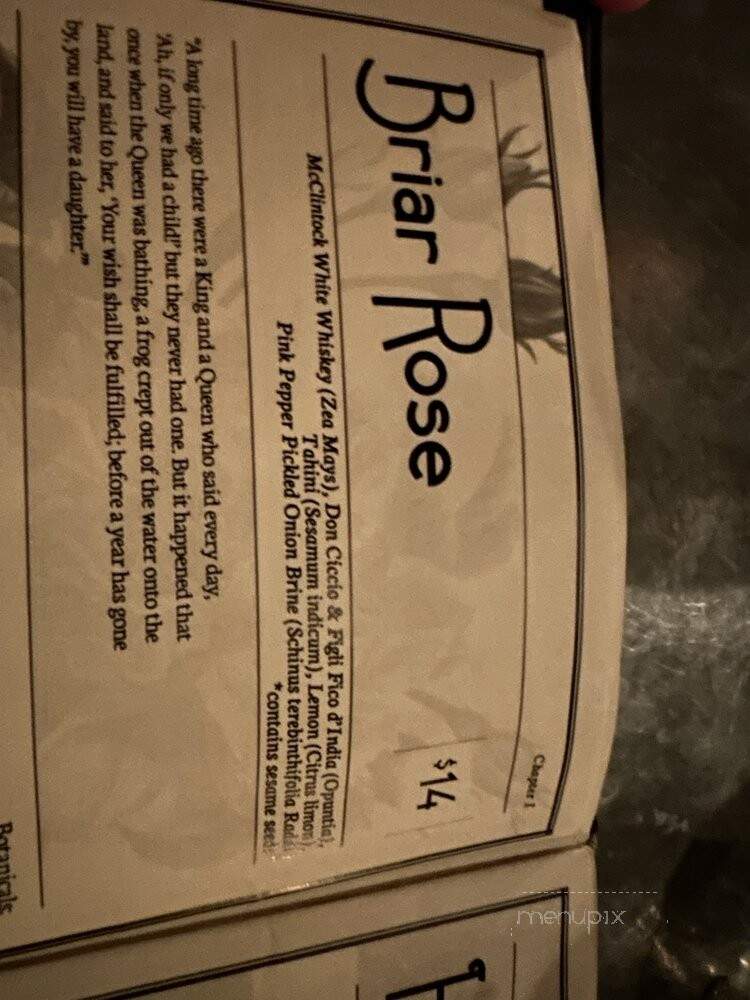 Chapter 1
Briar Rose
$14
McClintock White Whiskey (Zea Mays), Don Ciccio & Figli Fico d'India (Opuntia),
Tahini (Sesamum indicum), Lemon (Citrus limon),
Pink Pepper Pickled Onion Brine (Schinus terebinthifolia
*contains sesame seeds
"A long time ago there were a King and a Queen who said every day,
'Ah, if only we had a child!' but they never had one. But it happened that
once when the Queen was bathing, a frog crept out of the water onto the
land, and said to her, 'Your wish shall be fulfilled; before a year has gone
by, you will have a daughter.'"
Botanicals
menupix